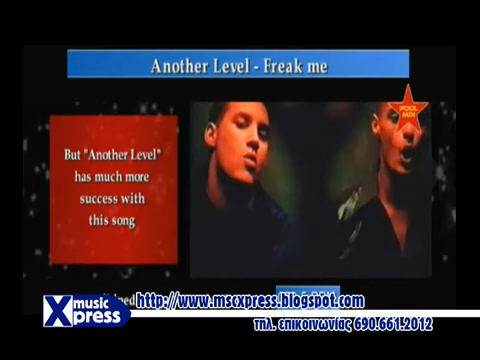 Another Level - Freak me
POOL
MIX
But "Another Level"
has much more
success with
this song
X music
Xpress
http://www.mscxpress.blogspot.com
τηλ. επικοινωνίας 690.661.2012